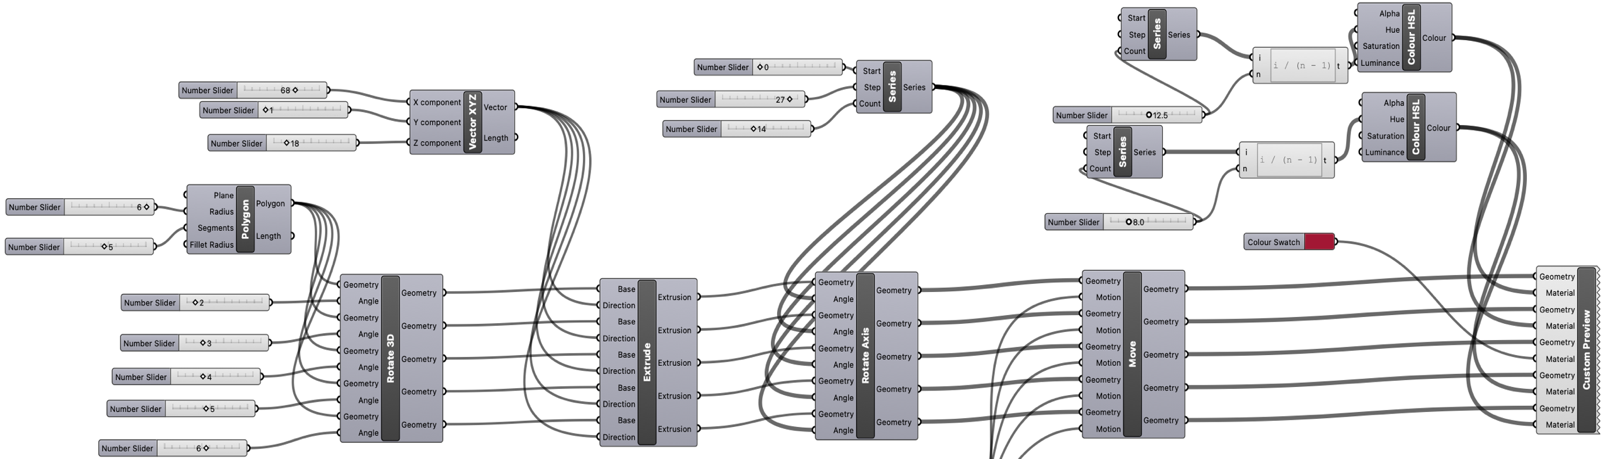 Number Slider 68
Number Slider 1
Number Slider 18
X component
Y component
Z component
Vector XYZ
Vector
Length
Number Slider 6
Number Slider 5
Plane
Radius
Segments
Fillet Radius
Polygon
Polygon
Length
Number Slider 2
Number Slider 3
Number Slider 4
Number Slider 5
Number Slider 6
Geometry
Angle
Geometry
Angle
Geometry
Angle
Geometry
Angle
Geometry
Angle
Rotate 3D
Geometry
Geometry
Geometry
Geometry
Geometry
Base
Direction
Base
Direction
Base
Direction
Base
Direction
Base
Direction
Extrude
Extrusion
Extrusion
Extrusion
Extrusion
Extrusion
Number Slider 0
Number Slider 27
Number Slider 14
Start
Step
Count
Series
Series
Geometry
Angle
Geometry
Angle
Geometry
Angle
Geometry
Angle
Geometry
Angle
Rotate Axis
Geometry
Geometry
Geometry
Geometry
Geometry
Geometry
Motion
Geometry
Motion
Geometry
Motion
Geometry
Motion
Geometry
Motion
Move
Geometry
Geometry
Geometry
Geometry
Geometry
Start
Step
Count
Series
Series
Number Slider 12.5
i
n
i / (n - 1)
t
Alpha
Hue
Saturation
Luminance
Colour HSL
Colour
Start
Step
Count
Series
Series
Number Slider 8.0
i
n
i / (n - 1)
t
Alpha
Hue
Saturation
Luminance
Colour HSL
Colour
Colour Swatch
Geometry
Material
Geometry
Material
Geometry
Material
Geometry
Material
Geometry
Material
Custom Preview